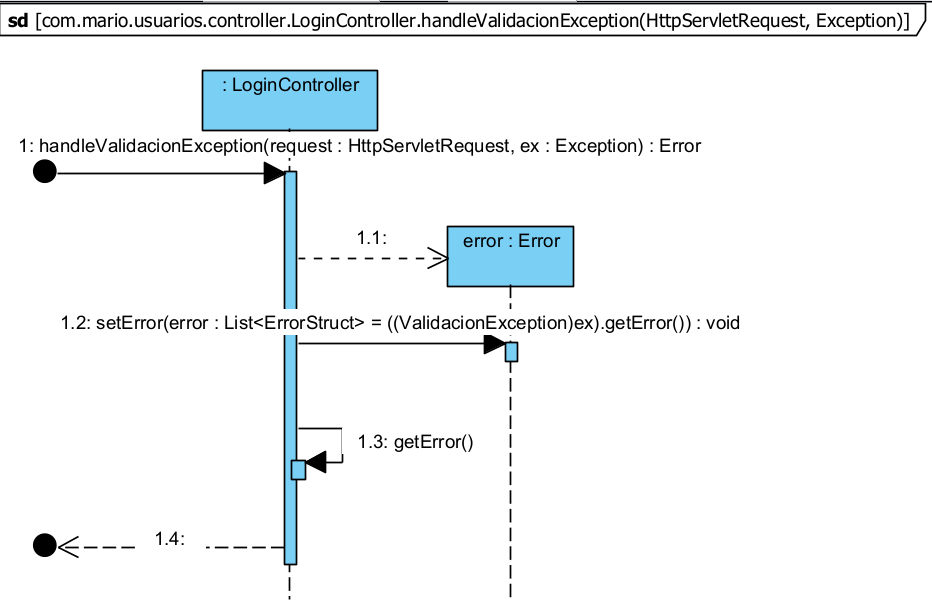 sd [com.mario.usuarios.controller.LoginController.handleValidacionException(HttpServletRequest, Exception)]
: LoginController
1: handleValidacionException(request : HttpServletRequest, ex : Exception) : Error
1.1:
error : Error
1.2: setError(error : List<ErrorStruct> = ((ValidacionException)ex).getError()) : void
1.3: getError()
1.4: